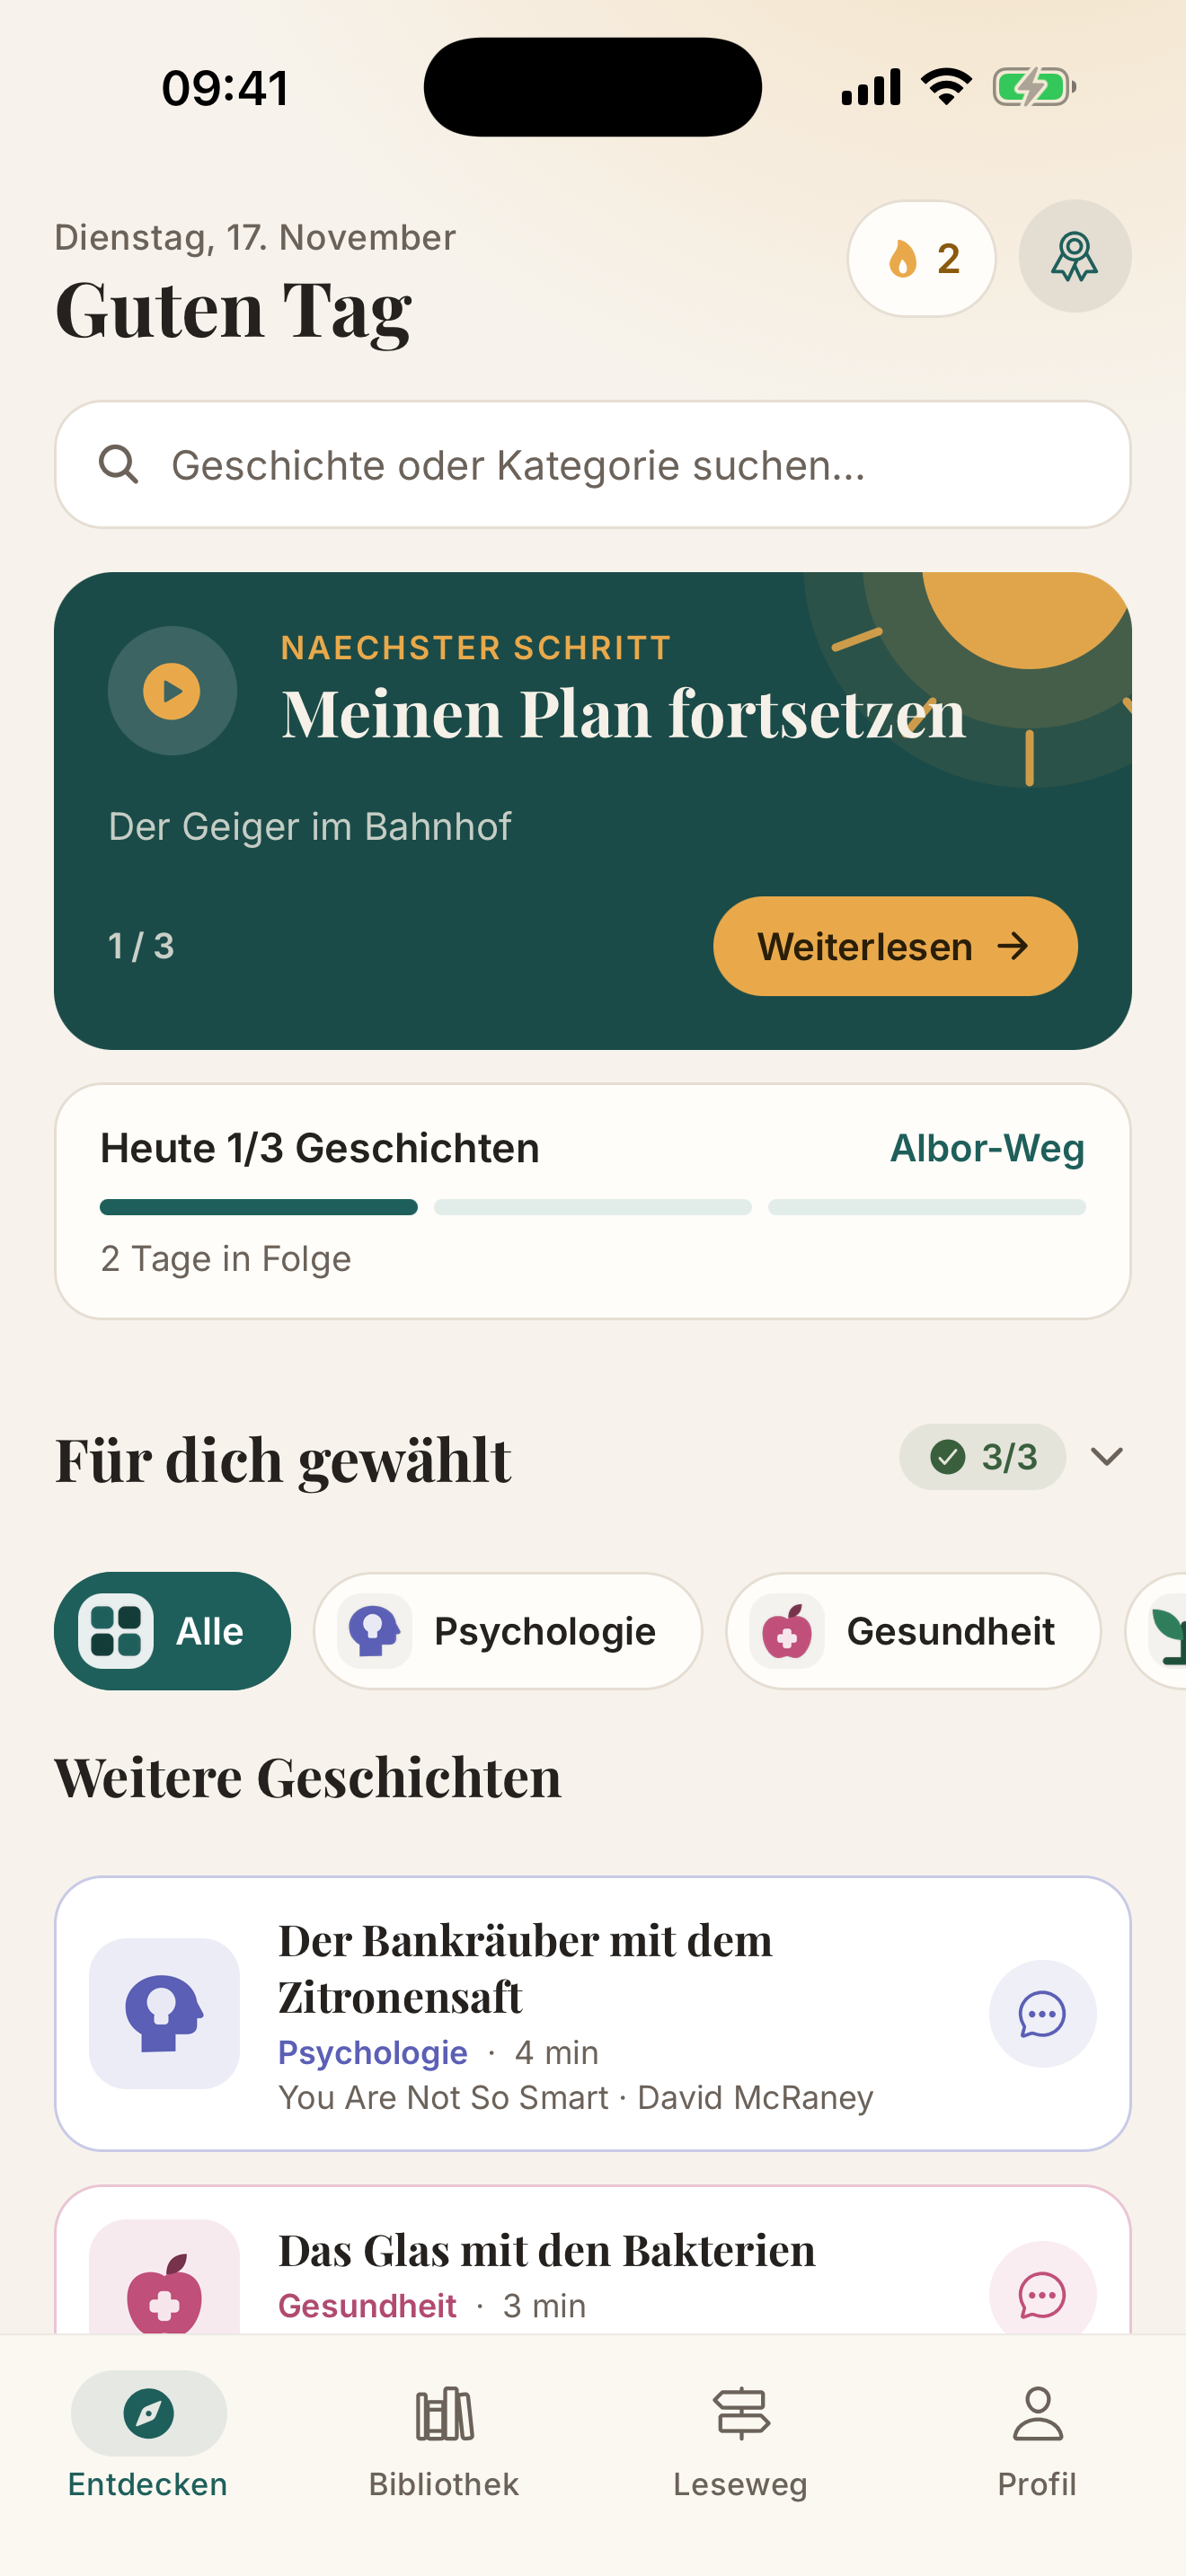 09:41
Dienstag, 17. November
Guten Tag
2
Geschichte oder Kategorie suchen...
NAECHSTER SCHRITT
Meinen Plan fortsetzen
Der Geiger im Bahnhof
1 / 3
Weiterlesen
Heute 1/3 Geschichten
Albor-Weg
2 Tage in Folge
Für dich gewählt
3/3
Alle
Psychologie
Gesundheit
Weitere Geschichten
Der Bankräuber mit dem
Zitronensaft
Psychologie · 4 min
You Are Not So Smart · David McRaney
Das Glas mit den Bakterien
Gesundheit · 3 min
Entdecken
Bibliothek
Leseweg
Profil